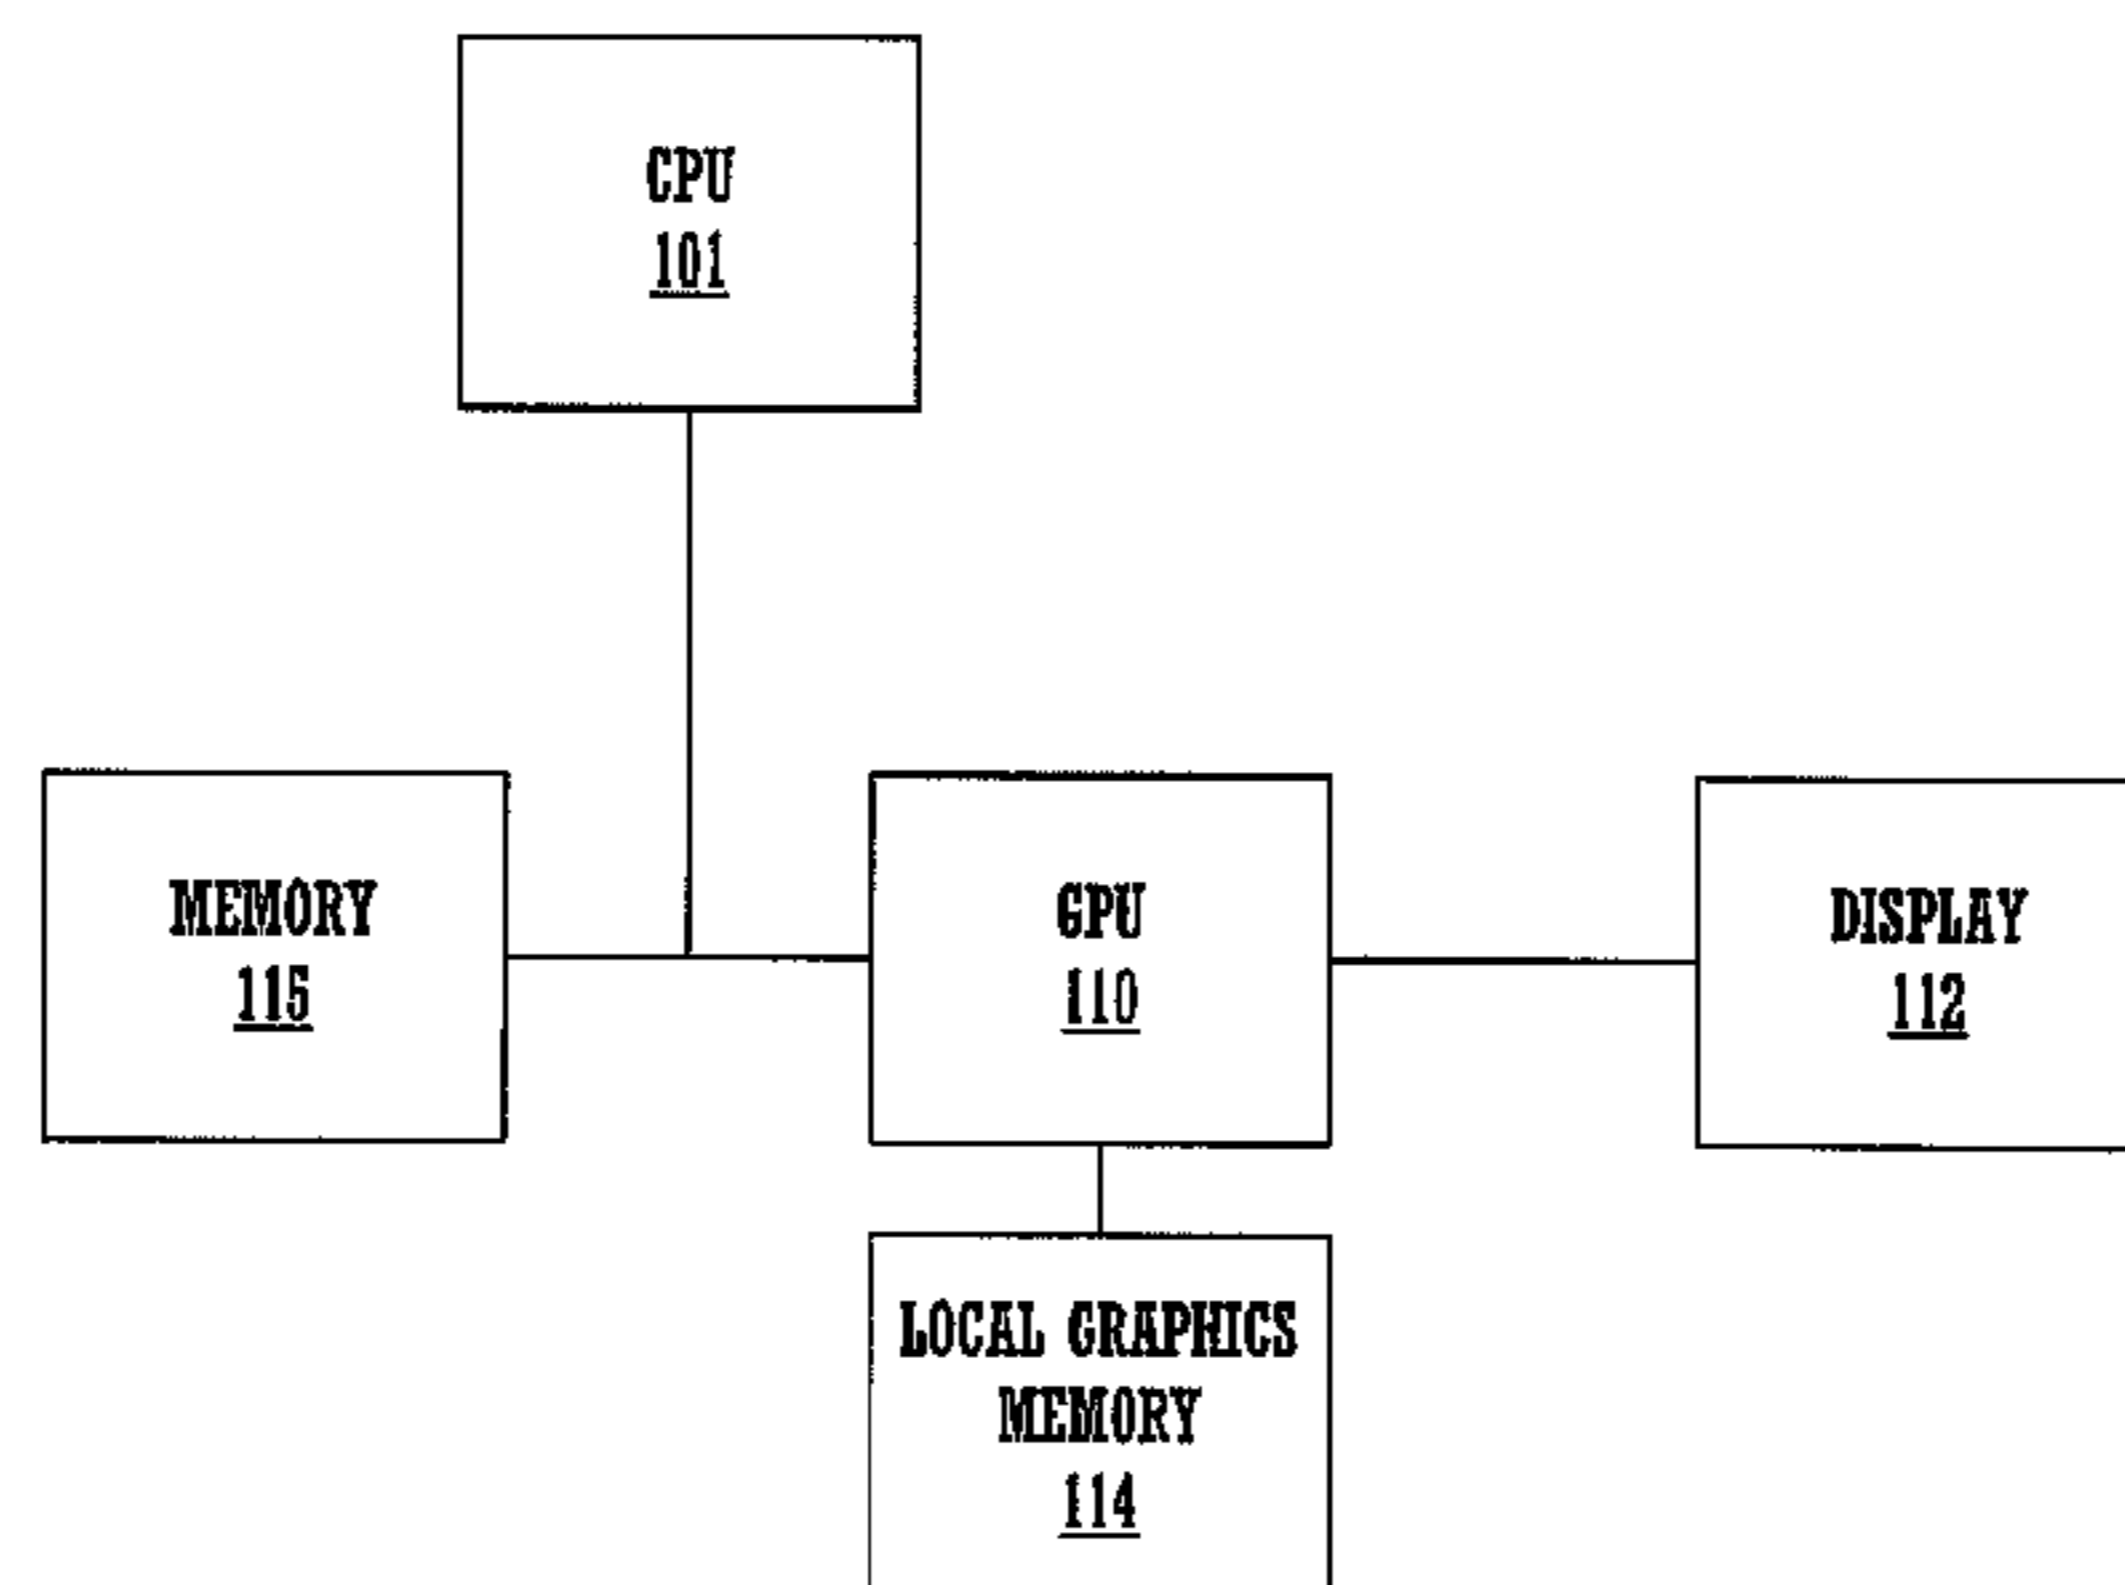 CPU
101
MEMORY
115
GPU
110
DISPLAY
112
LOCAL GRAPHICS
MEMORY
114